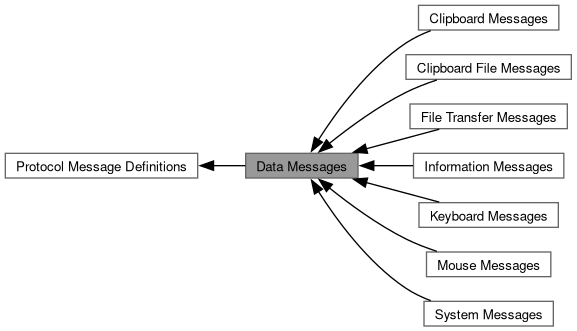 Protocol Message Definitions
Data Messages
Clipboard Messages
Clipboard File Messages
File Transfer Messages
Information Messages
Keyboard Messages
Mouse Messages
System Messages